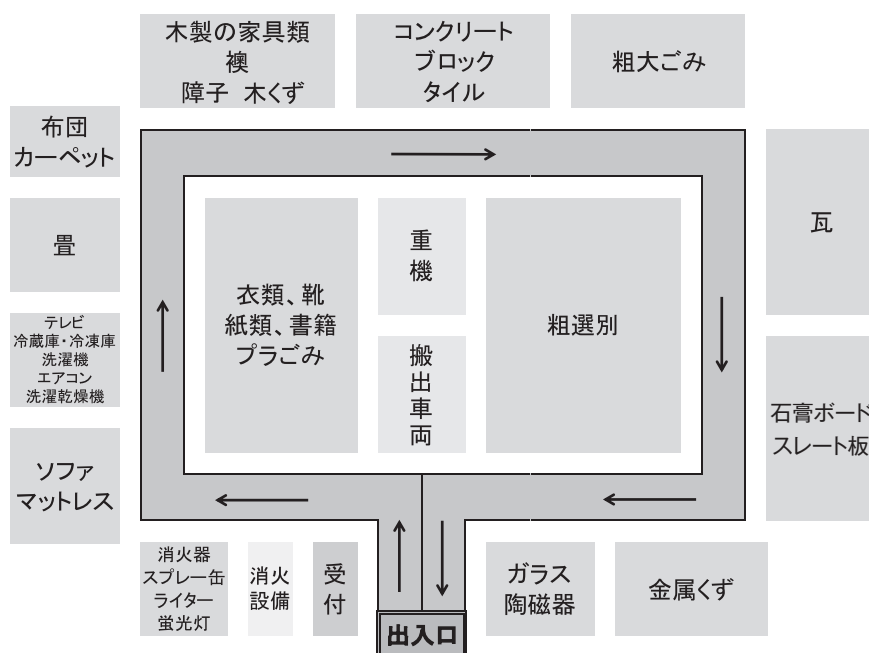 木製の家具類
襖
障子 木くず
コンクリート
ブロック
タイル
粗大ごみ
布団
カーペット
畳
テレビ
冷蔵庫・冷凍庫
洗濯機
エアコン
洗濯乾燥機
ソファ
マットレス
衣類、靴
紙類、書籍
プラごみ
重機
搬出車両
粗選別
瓦
石膏ボード
スレート板
消火器
スプレー缶
ライター
蛍光灯
消火
設備
受付
ガラス
陶磁器
金属くず
出入口